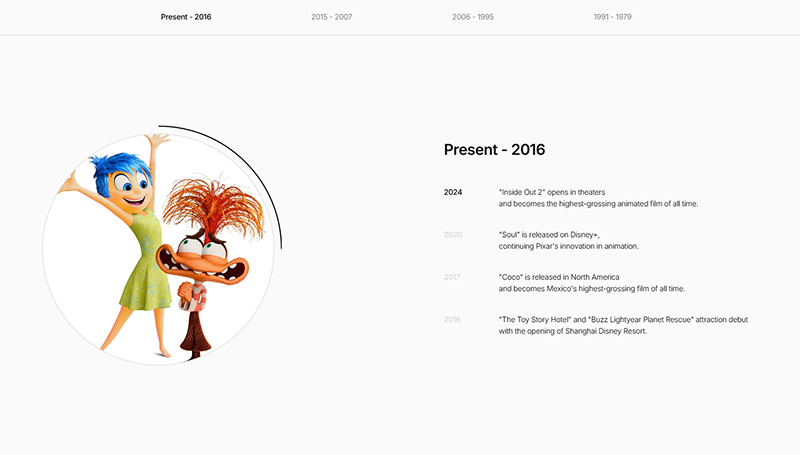 Present - 2016
2015 - 2007
2006 - 1995
1991 - 1979
Present - 2016
2024
"Inside Out 2" opens in theaters
and becomes the highest-grossing animated film of all time.
2020
"Soul" is released on Disney+,
continuing Pixar's innovation in animation.
2017
"Coco" is released in North America
and becomes Mexico's highest-grossing film of all time.
2016
"The Toy Story Hotel" and "Buzz Lightyear Planet Rescue" attraction debut
with the opening of Shanghai Disney Resort.